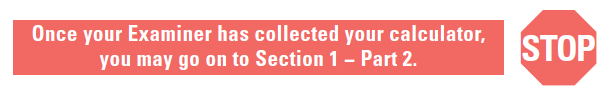 Once your Examiner has collected your calculator,
you may go on to Section 1 – Part 2.
STOP